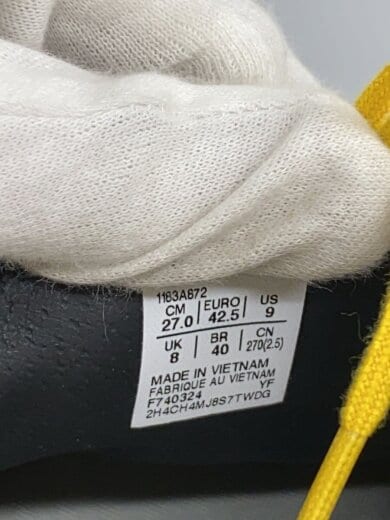 1183A872
CM EURO US
27.0 42.5 9
UK BR CN
8 40 270(2.5)
MADE IN VIETNAM
FABRIQUE AU VIETNAM
F740324 YF
2H4CH4MJ8S7TWDG